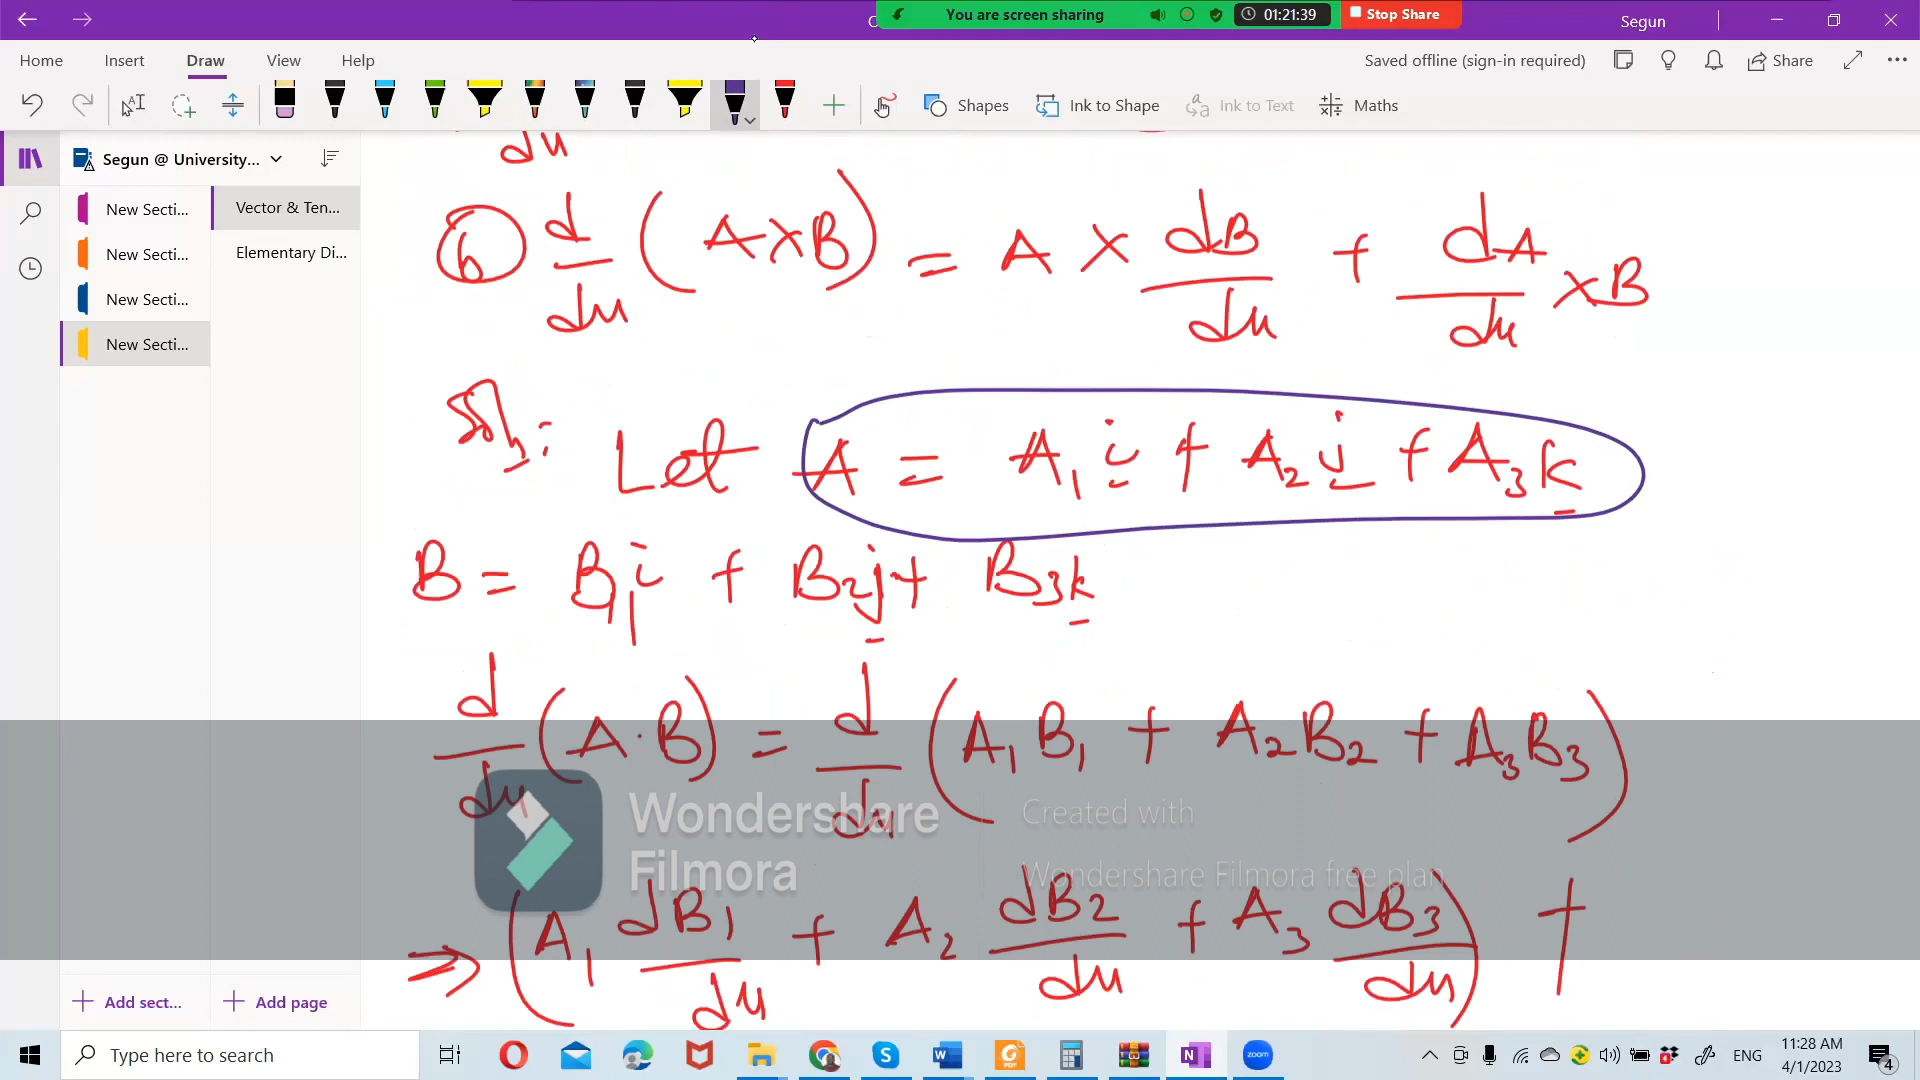 You are screen sharing 01:21:39 Stop Share Segun
Home Insert Draw View Help Saved offline (sign-in required) Share
Shapes Ink to Shape Ink to Text Maths
Segun @ University...
New Secti...
New Secti...
New Secti...
New Secti...
Vector & Ten...
Elementary Di...
du
(b) d/du (A×B) = A × dB/du + dA/du ×B
Soln: Let A = A₁i + A₂j + A₃k
B = B₁i + B₂j + B₃k
d/du (A·B) = d/du (A₁B₁ + A₂B₂ + A₃B₃)
⇒ (A₁ dB₁/du + A₂ dB₂/du + A₃ dB₃/du) +
Wondershare
Filmora
Created with
Wondershare Filmora free plan
Add sect... Add page
Type here to search
ENG
11:28 AM
4/1/2023
4